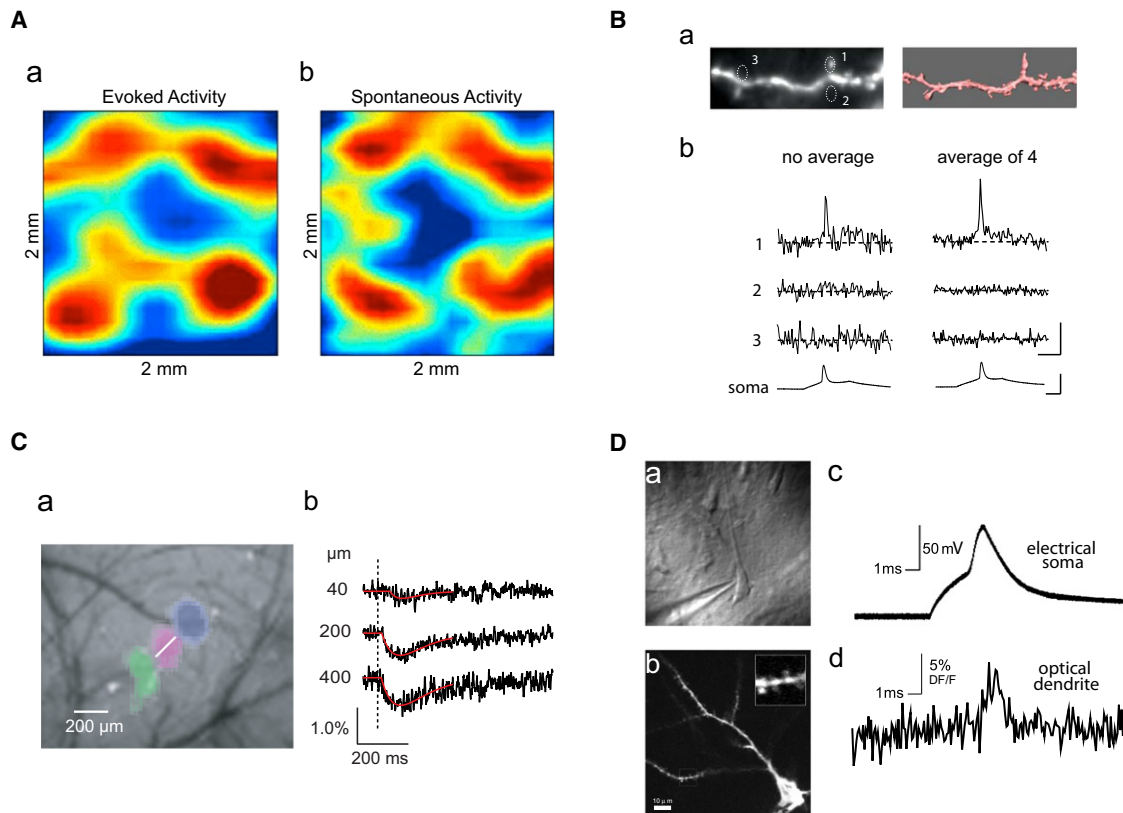 A
a
Evoked Activity
2 mm
2 mm
b
Spontaneous Activity
2 mm
2 mm
B
a
3
1
2
b
no average
average of 4
1
2
3
soma
C
a
200 µm
b
µm
40
200
400
1.0%
200 ms
D
a
b
10 µm
c
50 mV
1ms
electrical
soma
d
5%
DF/F
1ms
optical
dendrite